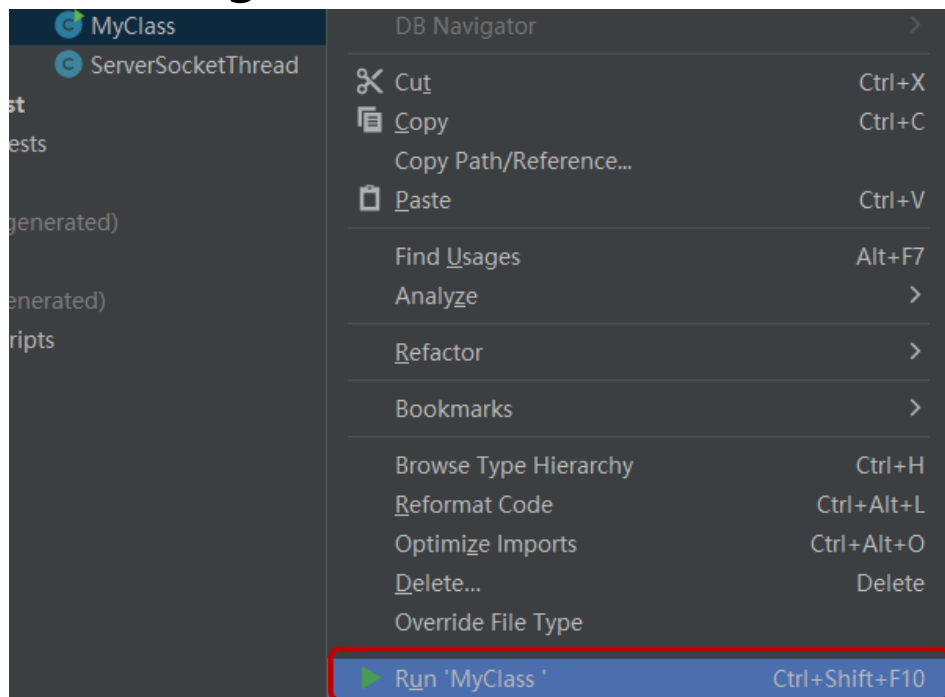 MyClass
ServerSocketThread
st
ests
generated)
enerated)
ripts
DB Navigator
Cut Ctrl+X
Copy Ctrl+C
Copy Path/Reference...
Paste Ctrl+V
Find Usages Alt+F7
Analyze
Refactor
Bookmarks
Browse Type Hierarchy Ctrl+H
Reformat Code Ctrl+Alt+L
Optimize Imports Ctrl+Alt+O
Delete... Delete
Override File Type
Run 'MyClass ' Ctrl+Shift+F10